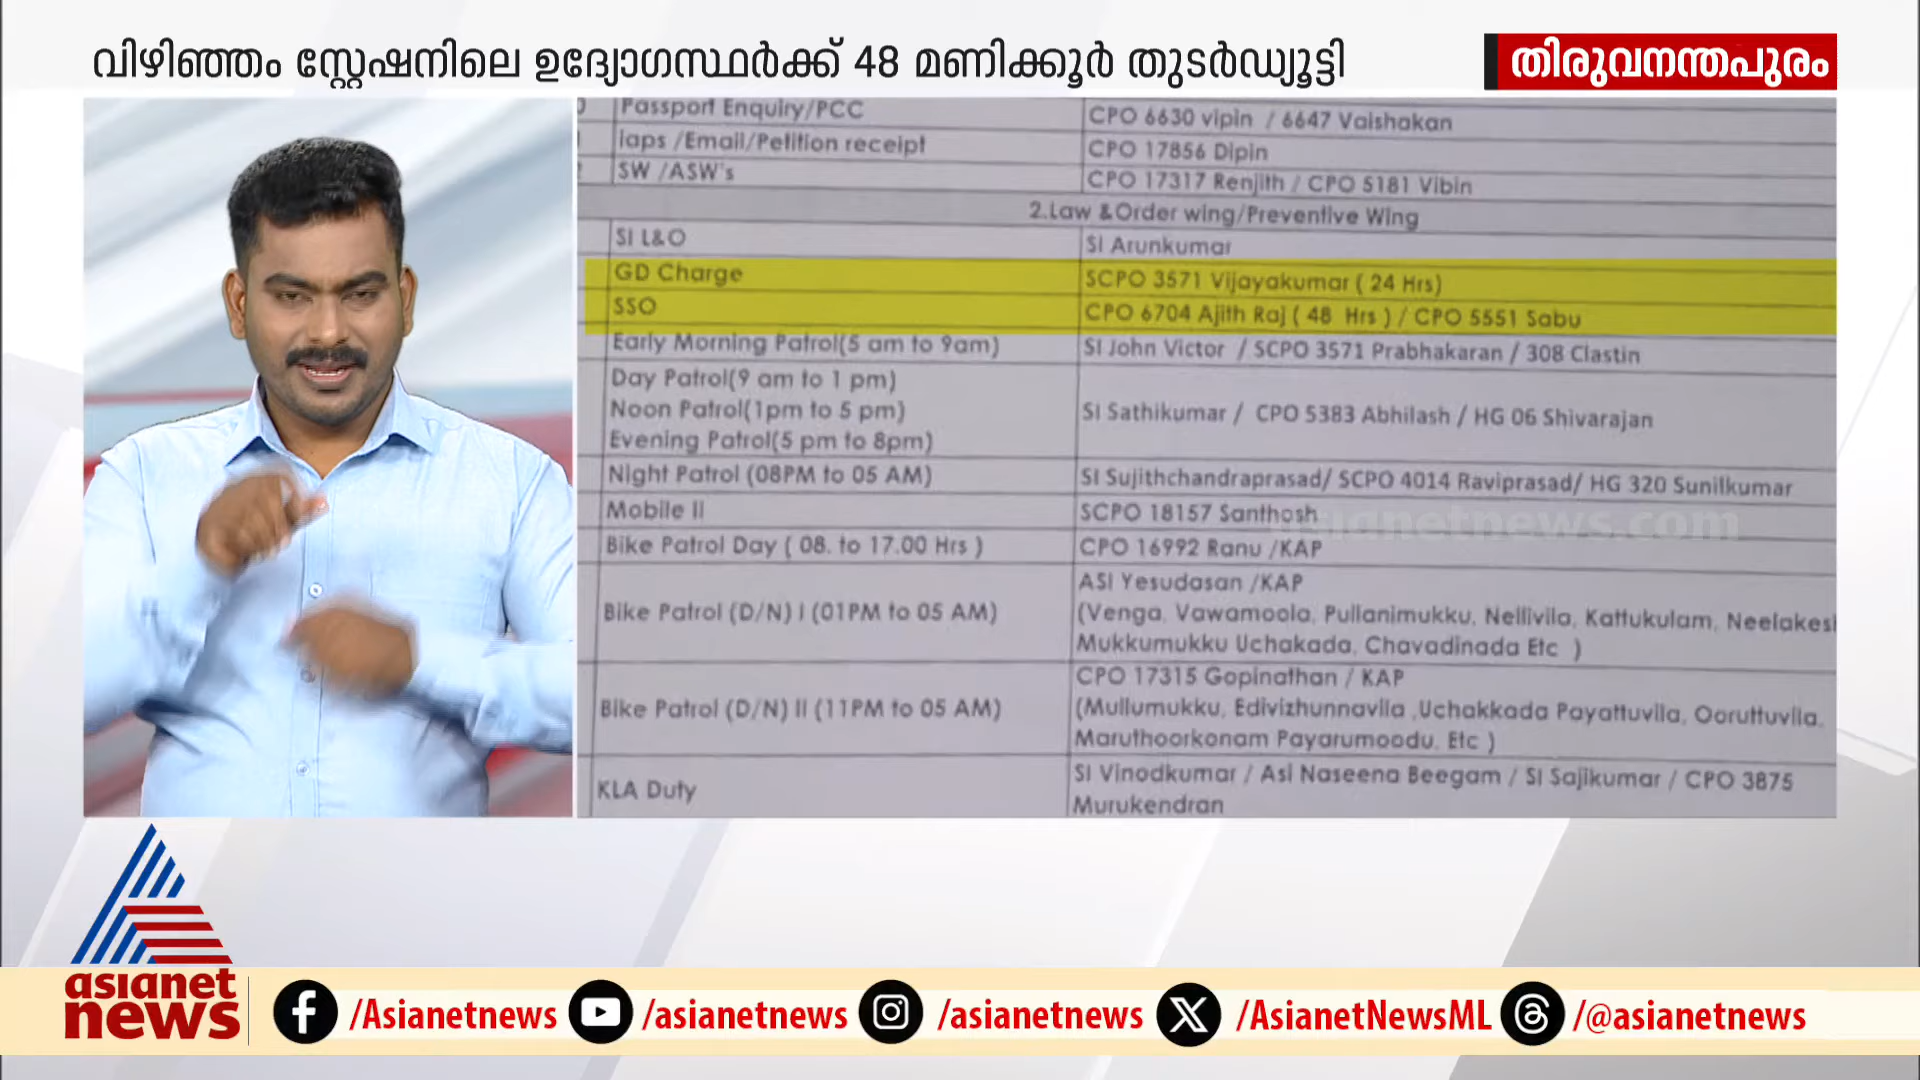 വിഴിഞ്ഞം സ്റ്റേഷനിലെ ഉദ്യോഗസ്ഥർക്ക് 48 മണിക്കൂർ തുടർഡ്യൂട്ടി
തിരുവനന്തപുരം
Passport Enquiry/PCC CPO 6630 vipin / 6647 Vaishakan
iaps /Email/Petition receipt CPO 17856 Dipin
SW /ASW's CPO 17317 Renjith / CPO 5181 Vibin
2.Law &Order wing/Preventive Wing
SI L&O SI Arunkumar
GD Charge SCPO 3571 Vijayakumar ( 24 Hrs)
SSO CPO 6704 Ajith Raj ( 48 Hrs ) / CPO 5551 Sabu
Early Morning Patrol(5 am to 9am) SI John Victor / SCPO 3571 Prabhakaran / 308 Clastin
Day Patrol(9 am to 1 pm)
Noon Patrol(1pm to 5 pm) SI Sathikumar / CPO 5383 Abhilash / HG 06 Shivarajan
Evening Patrol(5 pm to 8pm)
Night Patrol (08PM to 05 AM) SI Sujithchandraprasad/ SCPO 4014 Raviprasad/ HG 320 Sunilkumar
Mobile II SCPO 18157 Santhosh
asianetnews.com
Bike Patrol Day ( 08. to 17.00 Hrs ) CPO 16992 Ranu /KAP
ASI Yesudasan /KAP
Bike Patrol (D/N) I (01PM to 05 AM) (Venga, Vawamoola, Pullanimukku, Nellivila, Kattukulam, Neelakesi
Mukkumukku Uchakada, Chavadinada Etc )
CPO 17315 Gopinathan / KAP
Bike Patrol (D/N) II (11PM to 05 AM) (Mullumukku, Edivizhunnavila ,Uchakkada Payattuvila, Ooruttuvila,
Maruthoorkonam Payarumoodu, Etc )
KLA Duty SI Vinodkumar / Asi Naseena Beegam / SI Sajikumar / CPO 3875
Murukendran
asianet
news
/Asianetnews /asianetnews /asianetnews /AsianetNewsML /@asianetnews